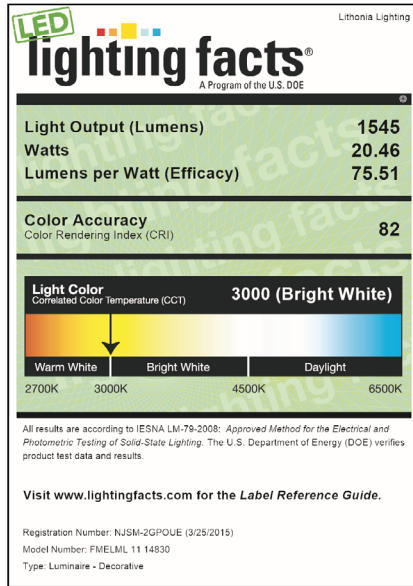 LED
Lithonia Lighting
lighting facts®
A Program of the U.S. DOE
Light Output (Lumens) 1545
Watts 20.46
Lumens per Watt (Efficacy) 75.51
Color Accuracy
Color Rendering Index (CRI) 82
Light Color
Correlated Color Temperature (CCT) 3000 (Bright White)
Warm White Bright White Daylight
2700K 3000K 4500K 6500K
All results are according to IESNA LM-79-2008: Approved Method for the Electrical and
Photometric Testing of Solid-State Lighting. The U.S. Department of Energy (DOE) verifies
product test data and results.
Visit www.lightingfacts.com for the Label Reference Guide.
Registration Number: NJSM-2GPOUE (3/25/2015)
Model Number: FMELML 11 14830
Type: Luminaire - Decorative